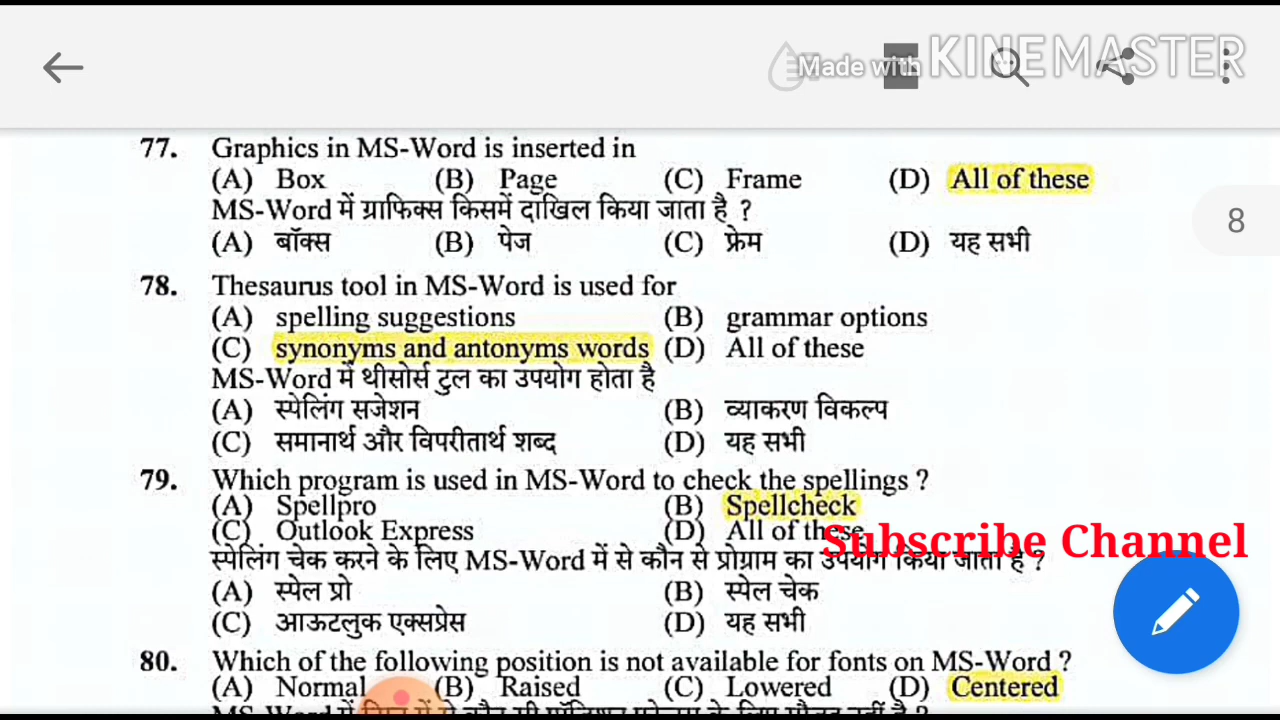 Made with KINEMASTER
8
77. Graphics in MS-Word is inserted in
(A) Box (B) Page (C) Frame (D) All of these
MS-Word में ग्राफिक्स किसमें दाखिल किया जाता है ?
(A) बॉक्स (B) पेज (C) फ्रेम (D) यह सभी
78. Thesaurus tool in MS-Word is used for
(A) spelling suggestions (B) grammar options
(C) synonyms and antonyms words (D) All of these
MS-Word में थीसोर्स टुल का उपयोग होता है
(A) स्पेलिंग सजेशन (B) व्याकरण विकल्प
(C) समानार्थ और विपरीतार्थ शब्द (D) यह सभी
79. Which program is used in MS-Word to check the spellings ?
(A) Spellpro (B) Spellcheck
(C) Outlook Express (D) All of these
Subscribe Channel
स्पेलिंग चेक करने के लिए MS-Word में से कौन से प्रोग्राम का उपयोग किया जाता है ?
(A) स्पेल प्रो (B) स्पेल चेक
(C) आऊटलुक एक्सप्रेस (D) यह सभी
80. Which of the following position is not available for fonts on MS-Word ?
(A) Normal (B) Raised (C) Lowered (D) Centered